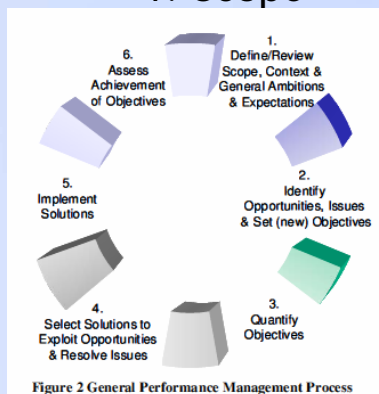 1. Scope
1.
Define/Review
Scope, Context &
General Ambitions
& Expectations
2.
Identify
Opportunities, Issues
& Set (new) Objectives
3.
Quantify
Objectives
4.
Select Solutions to
Exploit Opportunities
& Resolve Issues
5.
Implement
Solutions
6.
Assess
Achievement
of Objectives
Figure 2 General Performance Management Process